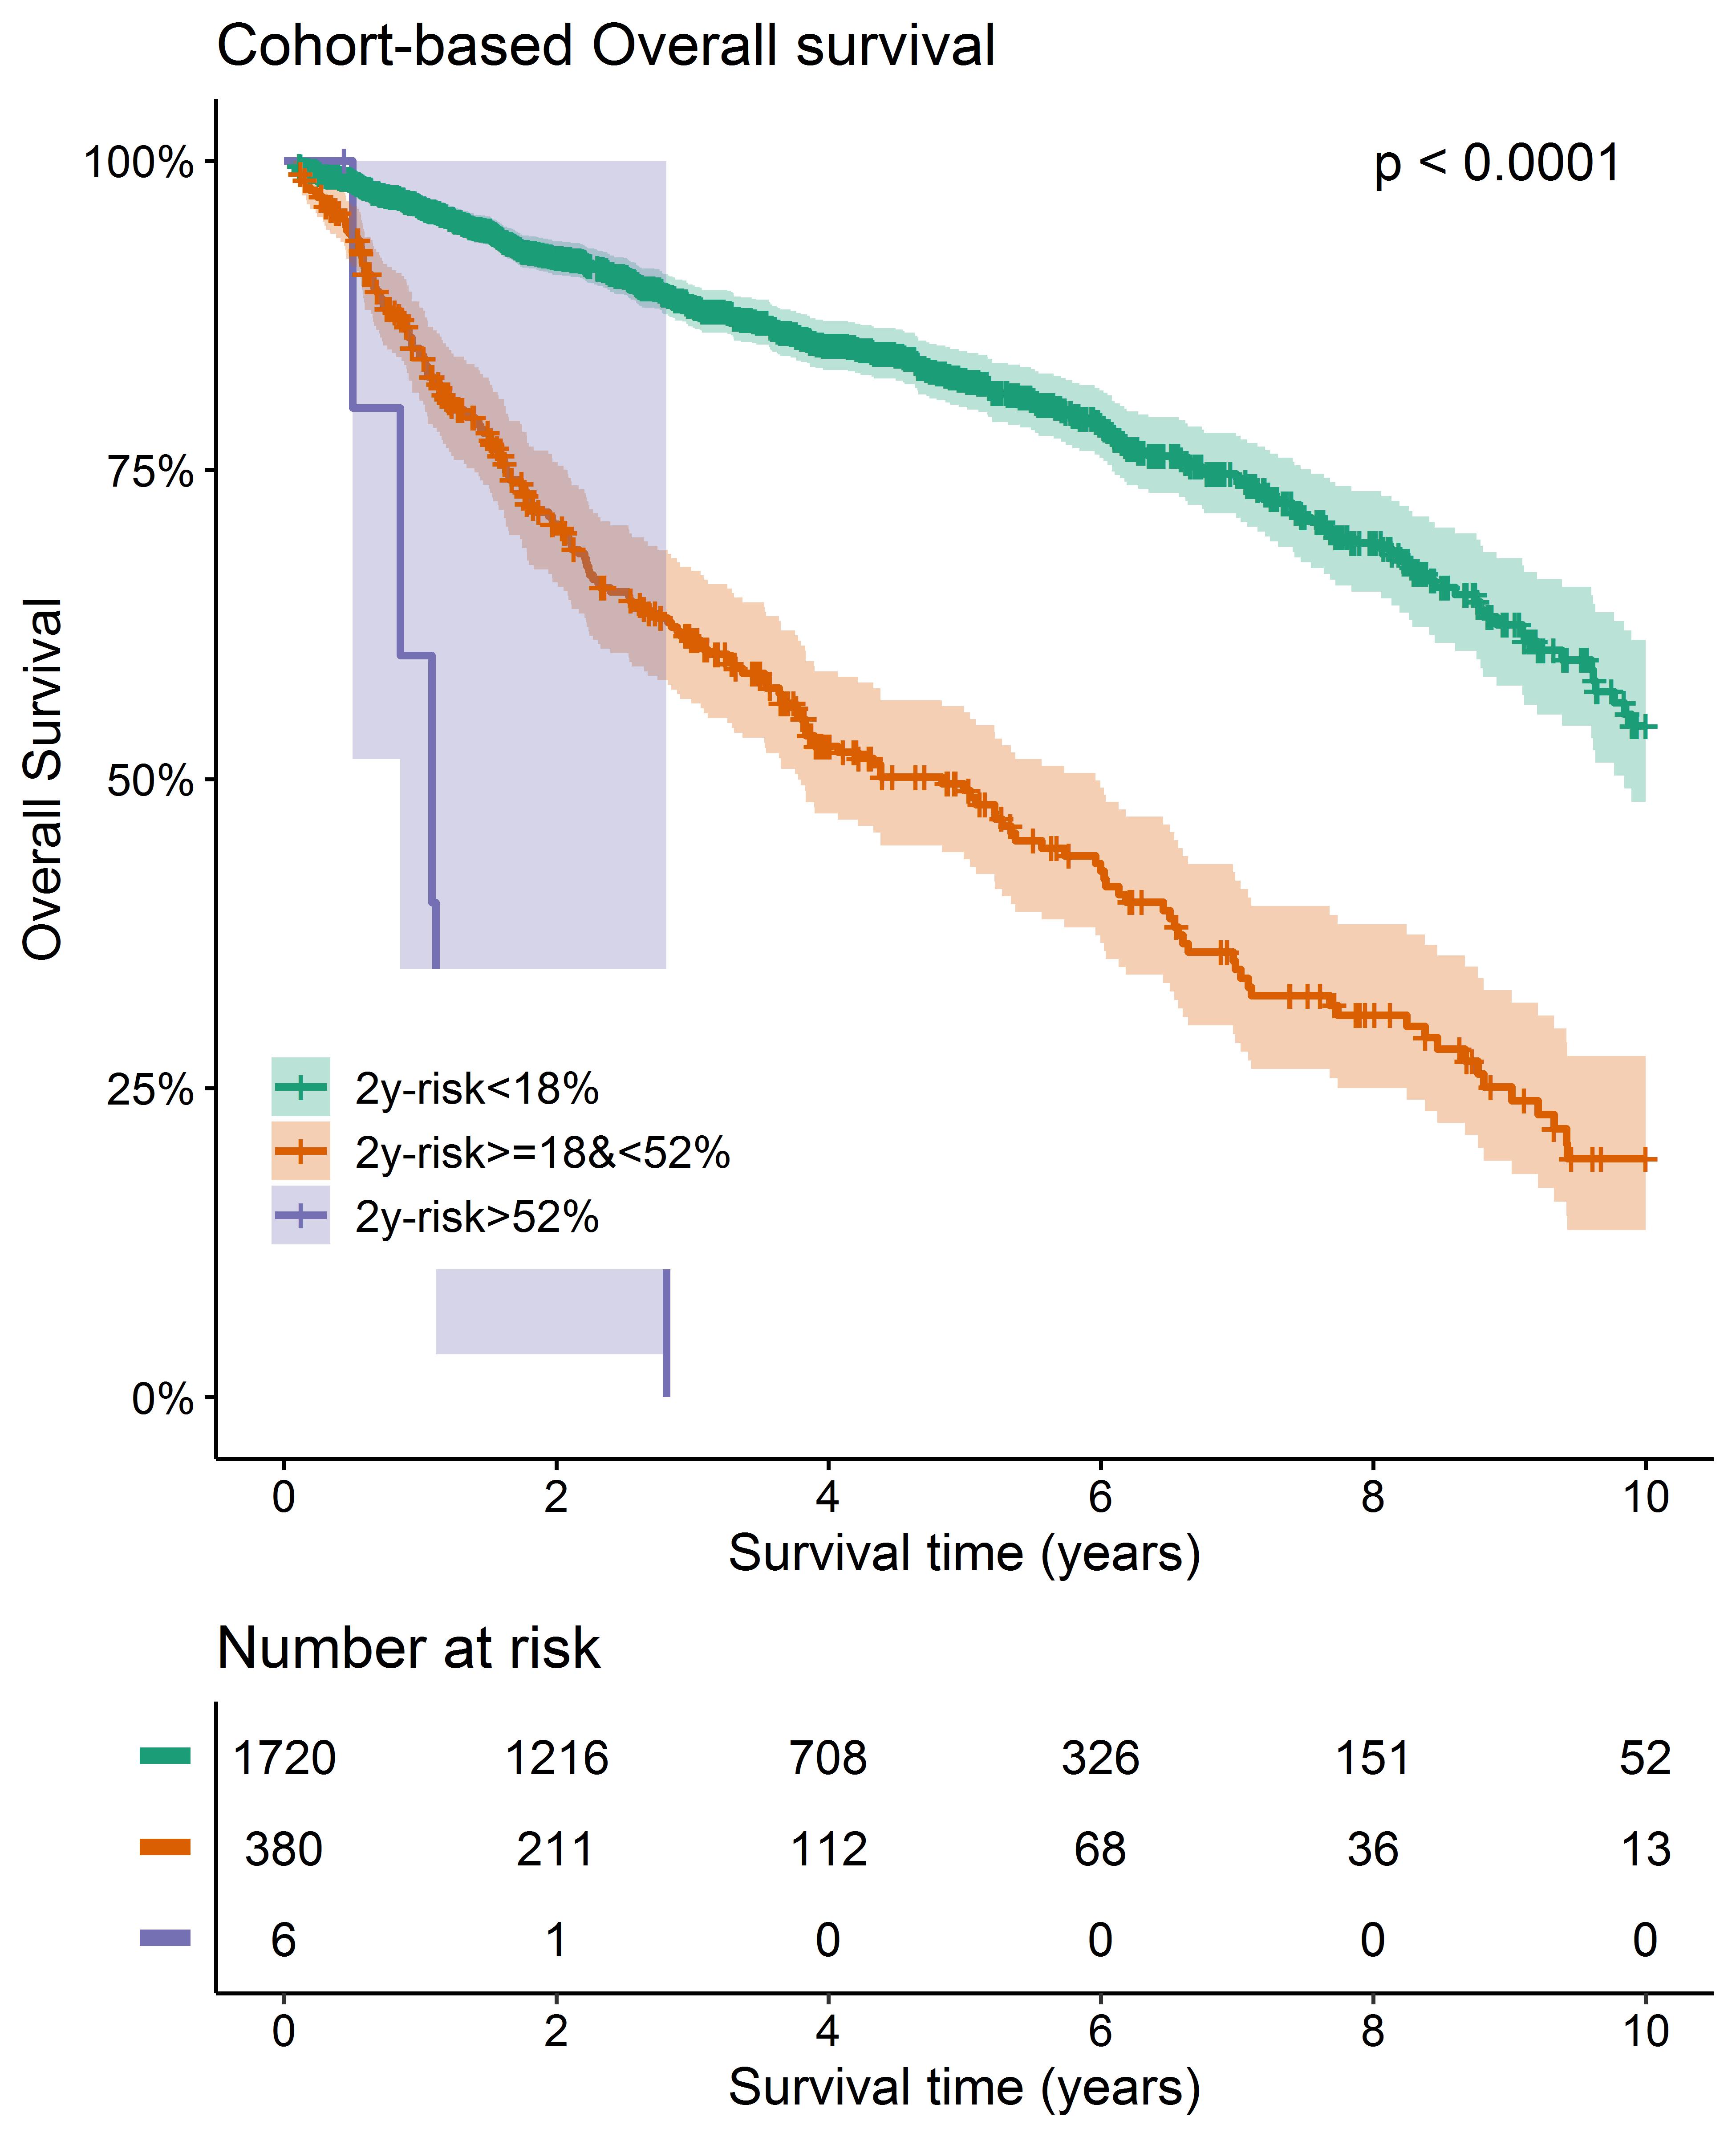 Cohort-based Overall survival
p < 0.0001
100%
75%
50%
25%
0%
Overall Survival
2y-risk<18%
2y-risk>=18&<52%
2y-risk>52%
0 2 4 6 8 10
Survival time (years)
Number at risk
1720 1216 708 326 151 52
380 211 112 68 36 13
6 1 0 0 0 0
0 2 4 6 8 10
Survival time (years)